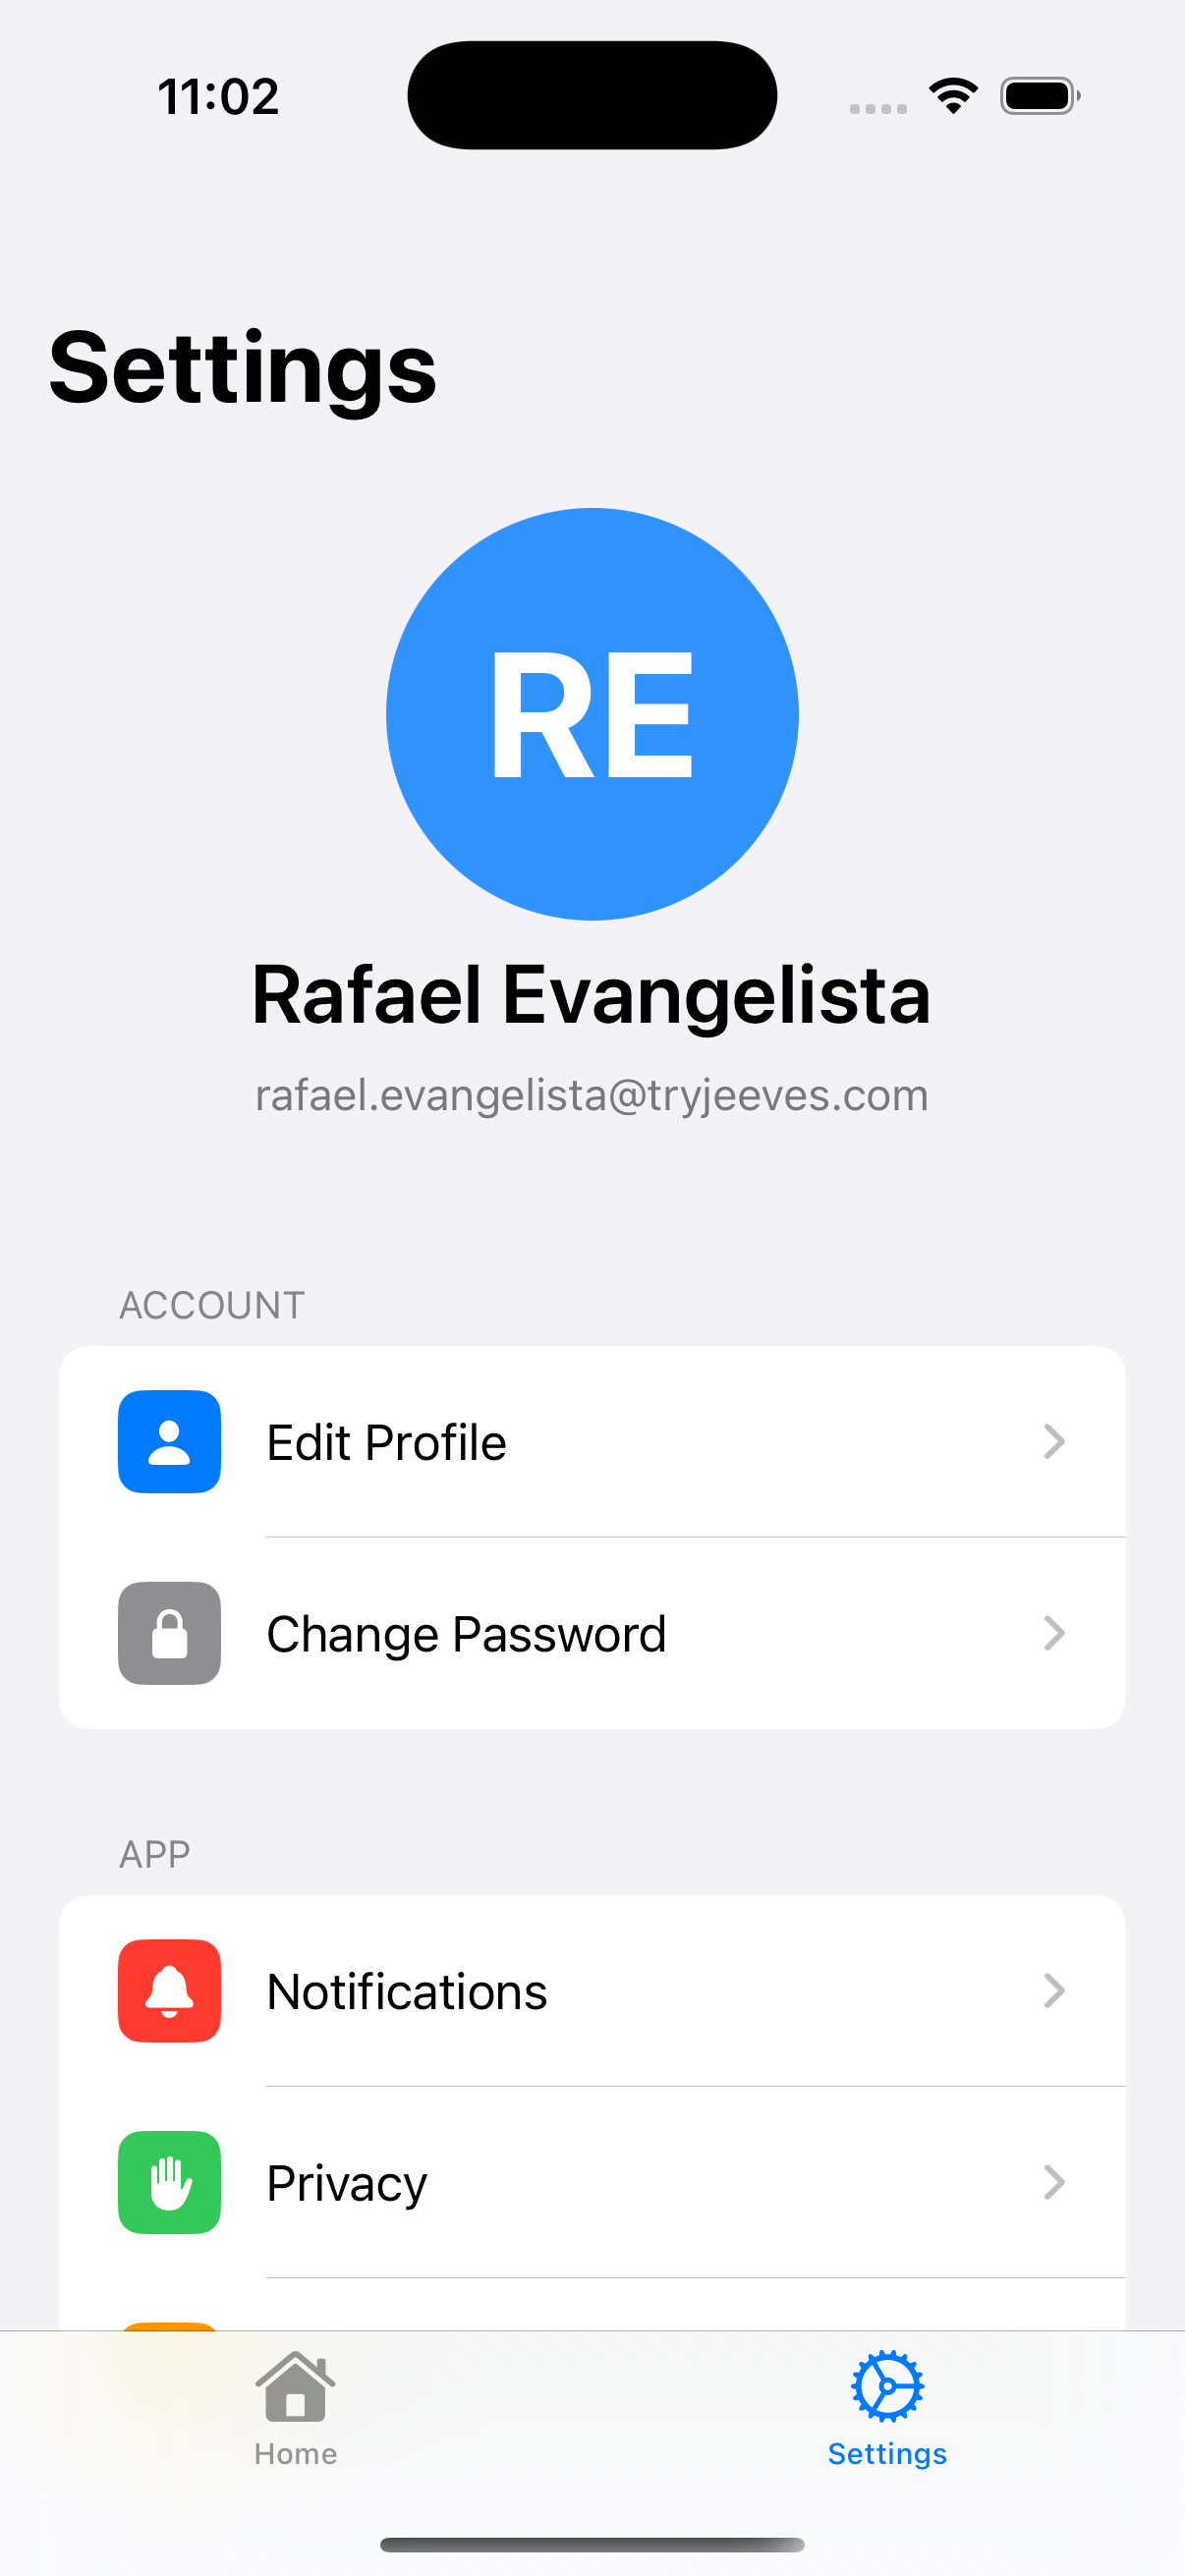 11:02
Settings
RE
Rafael Evangelista
rafael.evangelista@tryjeeves.com
ACCOUNT
Edit Profile
Change Password
APP
Notifications
Privacy
Home
Settings